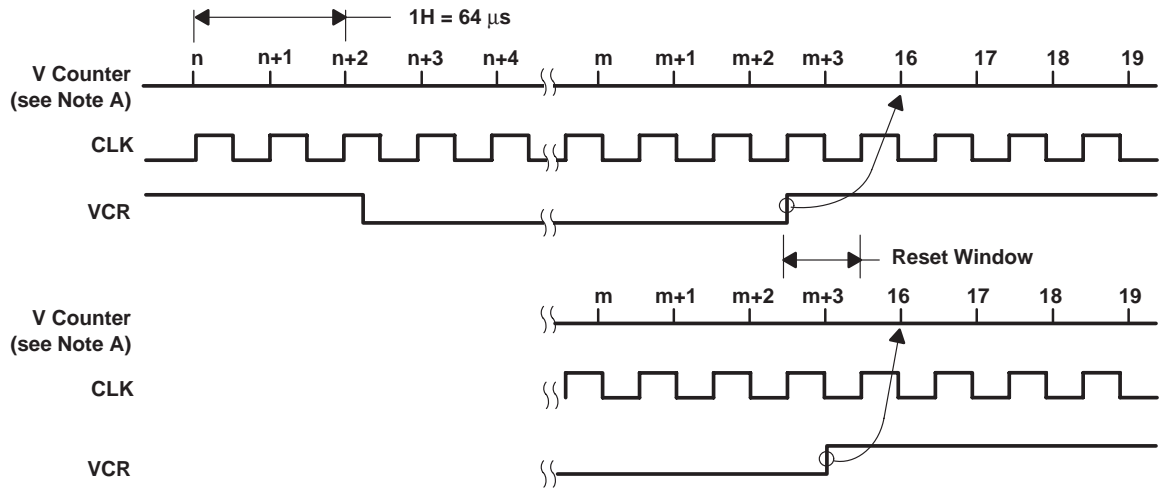 1H = 64 μs
n n+1 n+2 n+3 n+4 m m+1 m+2 m+3 16 17 18 19
V Counter
(see Note A)
CLK
VCR
Reset Window
m m+1 m+2 m+3 16 17 18 19
V Counter
(see Note A)
CLK
VCR